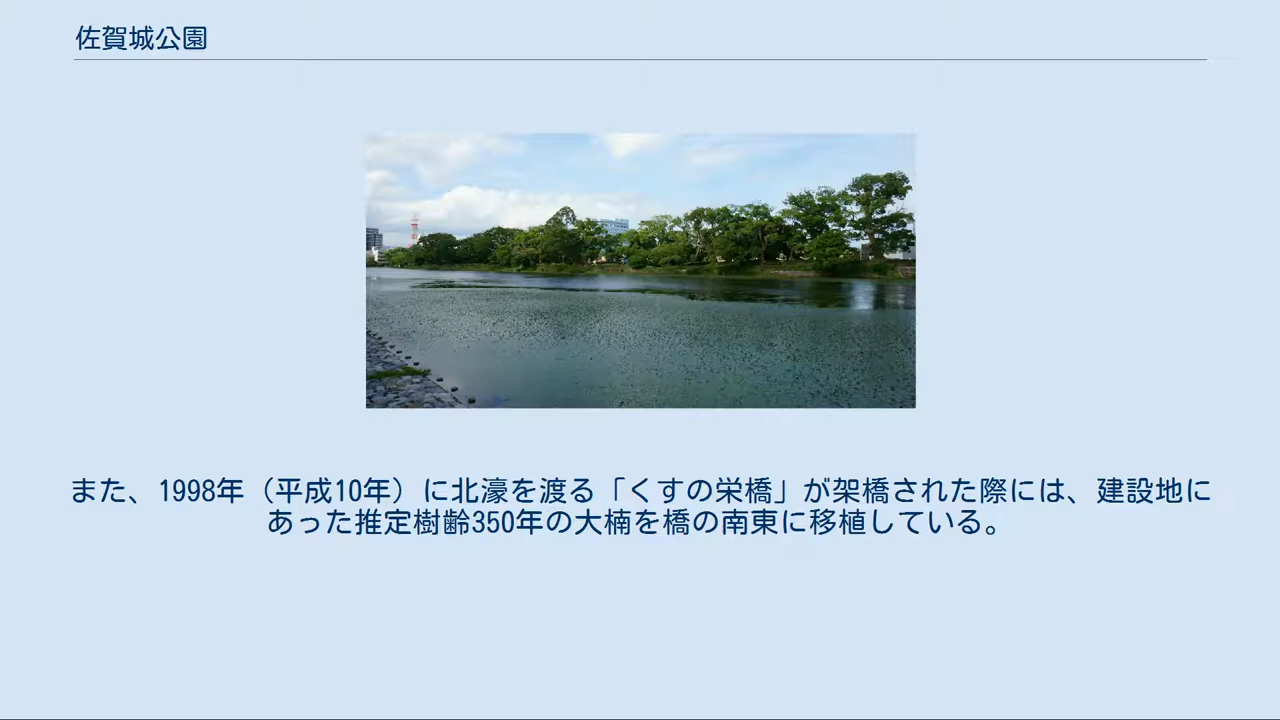 佐賀城公園
また、1998年（平成10年）に北濠を渡る「くすの栄橋」が架橋された際には、建設地に
あった推定樹齢350年の大楠を橋の南東に移植している。